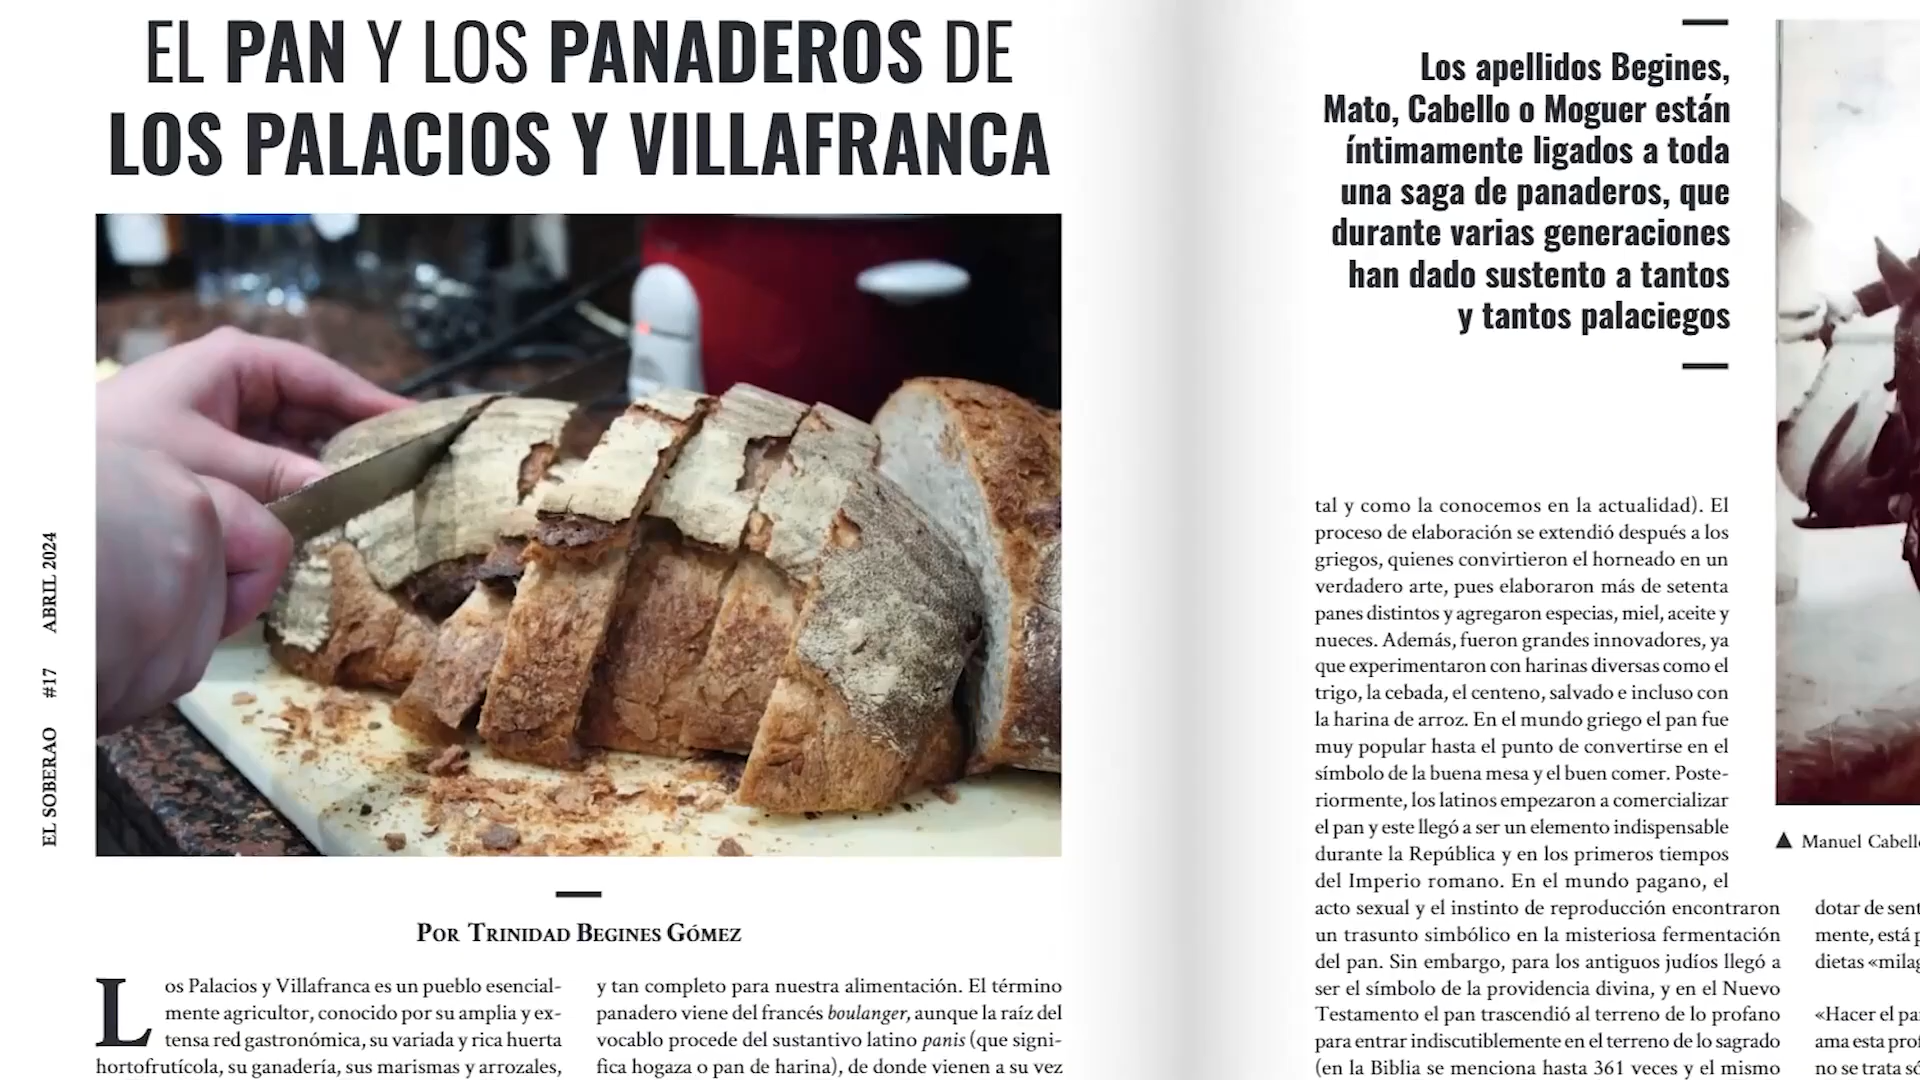 EL PAN Y LOS PANADEROS DE
LOS PALACIOS Y VILLAFRANCA
EL SOBERAO #17 ABRIL 2024
POR TRINIDAD BEGINES GÓMEZ
Los Palacios y Villafranca es un pueblo esencial-
mente agricultor, conocido por su amplia y ex-
tensa red gastronómica, su variada y rica huerta
hortofrutícola, su ganadería, sus marismas y arrozales,
y tan completo para nuestra alimentación. El término
panadero viene del francés boulanger, aunque la raíz del
vocablo procede del sustantivo latino panis (que signi-
fica hogaza o pan de harina), de donde vienen a su vez
Los apellidos Begines,
Mato, Cabello o Moguer están
íntimamente ligados a toda
una saga de panaderos, que
durante varias generaciones
han dado sustento a tantos
y tantos palaciegos
tal y como la conocemos en la actualidad). El
proceso de elaboración se extendió después a los
griegos, quienes convirtieron el horneado en un
verdadero arte, pues elaboraron más de setenta
panes distintos y agregaron especias, miel, aceite y
nueces. Además, fueron grandes innovadores, ya
que experimentaron con harinas diversas como el
trigo, la cebada, el centeno, salvado e incluso con
la harina de arroz. En el mundo griego el pan fue
muy popular hasta el punto de convertirse en el
símbolo de la buena mesa y el buen comer. Poste-
riormente, los latinos empezaron a comercializar
el pan y este llegó a ser un elemento indispensable
durante la República y en los primeros tiempos
del Imperio romano. En el mundo pagano, el
acto sexual y el instinto de reproducción encontraron
un trasunto simbólico en la misteriosa fermentación
del pan. Sin embargo, para los antiguos judíos llegó a
ser el símbolo de la providencia divina, y en el Nuevo
Testamento el pan trascendió al terreno de lo profano
para entrar indiscutiblemente en el terreno de lo sagrado
(en la Biblia se menciona hasta 361 veces y el mismo
▲ Manuel Cabell
dotar de sent
mente, está p
dietas «milag
«Hacer el pa
ama esta prof
no se trata só